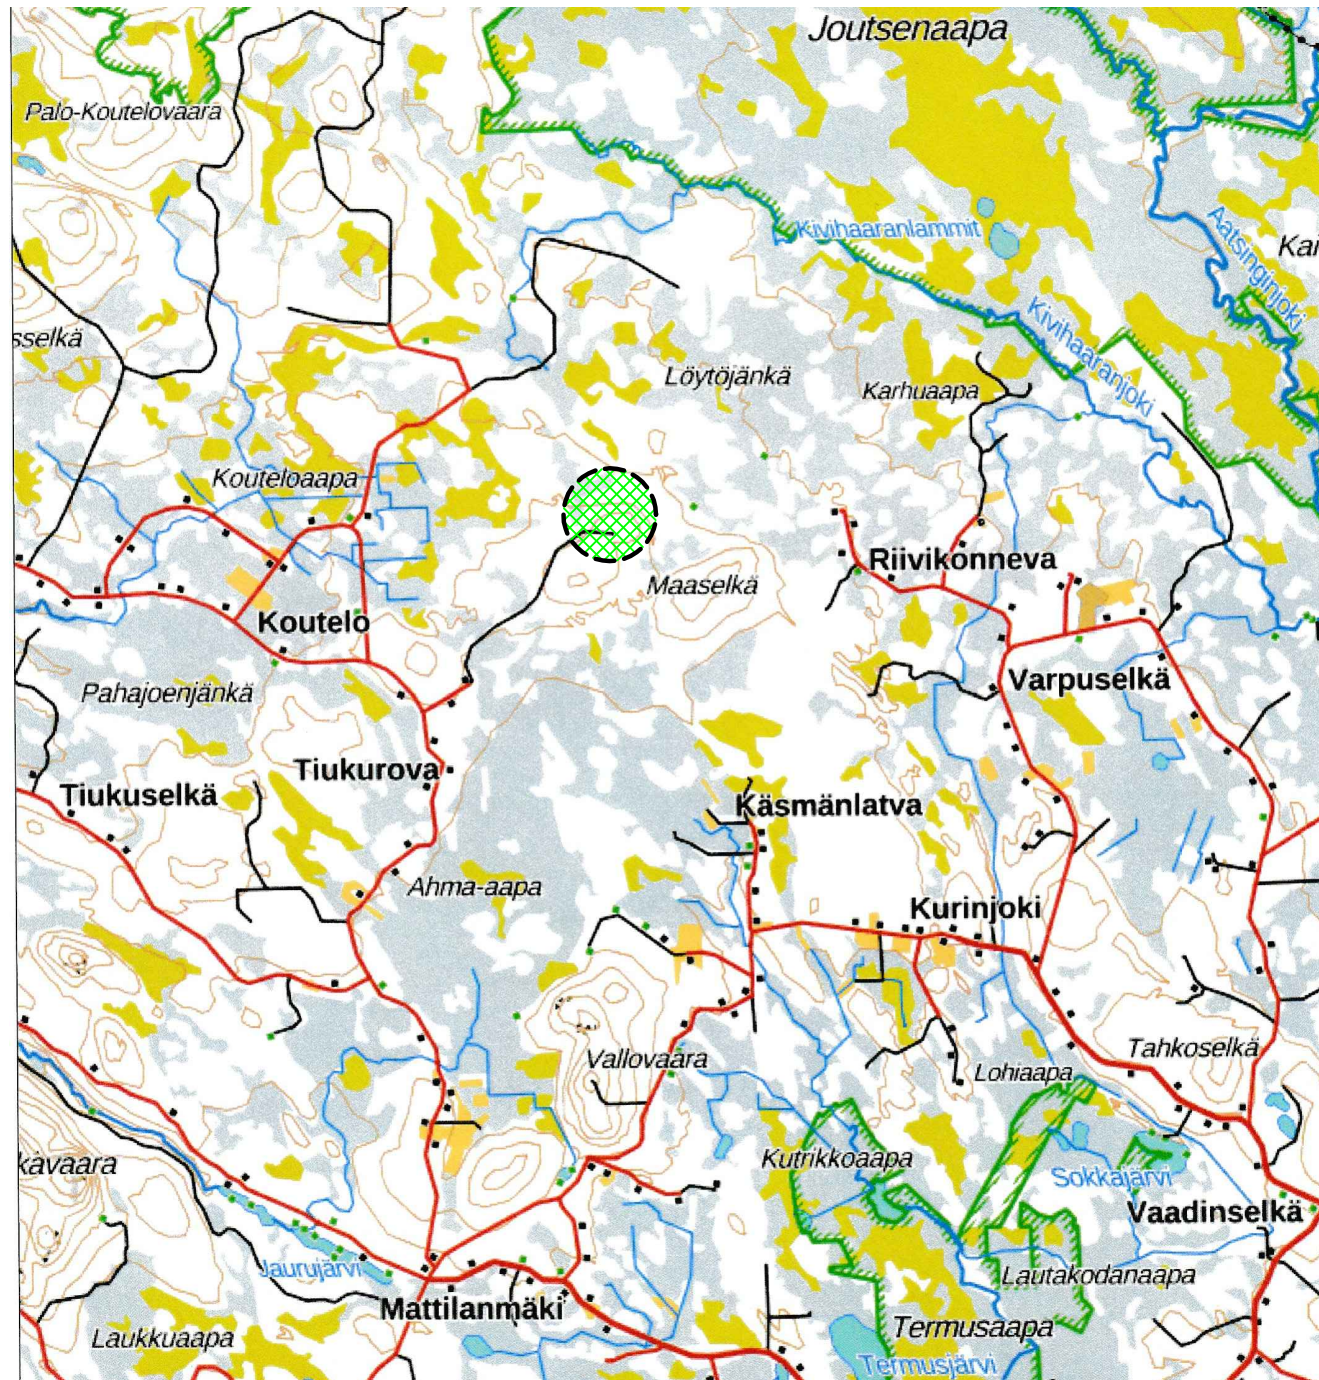 Joutsenaapa
Palo-Koutelovaara
Kivihaaranlammit
Aatsinginjoki
Kai
Kivihaaranjoki
sselkä
Löytöjänkä
Karhuaapa
Kouteloaapa
Riivikonneva
Maaselkä
Koutelo
Varpuselkä
Pahajoenjänkä
Tiukurova
Tiukuselkä
Käsmänlatva
Ahma-aapa
Kurinjoki
Vallovaara
Tahkoselkä
Lohiaapa
kavaara
Kutrikkoaapa
Sokkajärvi
Vaadinselkä
Jaurujärvi
Lautakodanaapa
Mattilanmäki
Laukkuaapa
Termusaapa
Termusjärvi